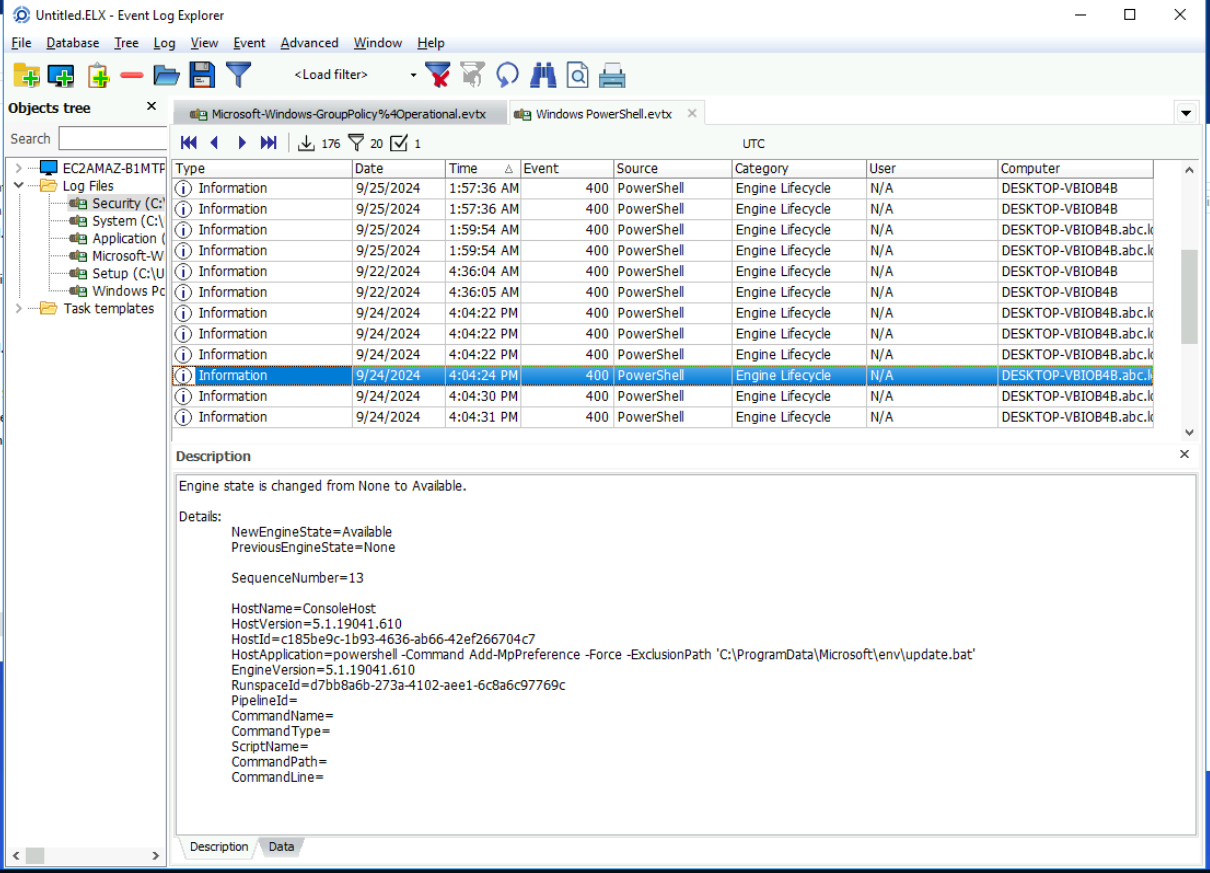 Untitled.ELX - Event Log Explorer
File Database Tree Log View Event Advanced Window Help
<Load filter>
Objects tree
Microsoft-Windows-GroupPolicy%4Operational.evtx
Windows PowerShell.evtx
Search
176 20 1
UTC
EC2AMAZ-B1MTP
Log Files
Security (C:\
System (C:\
Application (
Microsoft-Wi
Setup (C:\U
Windows Po
Task templates
Type Date Time Event Source Category User Computer
Information 9/25/2024 1:57:36 AM 400 PowerShell Engine Lifecycle N/A DESKTOP-VBIOB4B
Information 9/25/2024 1:57:36 AM 400 PowerShell Engine Lifecycle N/A DESKTOP-VBIOB4B
Information 9/25/2024 1:59:54 AM 400 PowerShell Engine Lifecycle N/A DESKTOP-VBIOB4B.abc.lo
Information 9/25/2024 1:59:54 AM 400 PowerShell Engine Lifecycle N/A DESKTOP-VBIOB4B.abc.lo
Information 9/22/2024 4:36:04 AM 400 PowerShell Engine Lifecycle N/A DESKTOP-VBIOB4B
Information 9/22/2024 4:36:05 AM 400 PowerShell Engine Lifecycle N/A DESKTOP-VBIOB4B
Information 9/24/2024 4:04:22 PM 400 PowerShell Engine Lifecycle N/A DESKTOP-VBIOB4B.abc.lo
Information 9/24/2024 4:04:22 PM 400 PowerShell Engine Lifecycle N/A DESKTOP-VBIOB4B.abc.lo
Information 9/24/2024 4:04:22 PM 400 PowerShell Engine Lifecycle N/A DESKTOP-VBIOB4B.abc.lo
Information 9/24/2024 4:04:24 PM 400 PowerShell Engine Lifecycle N/A DESKTOP-VBIOB4B.abc.lo
Information 9/24/2024 4:04:30 PM 400 PowerShell Engine Lifecycle N/A DESKTOP-VBIOB4B.abc.lo
Information 9/24/2024 4:04:31 PM 400 PowerShell Engine Lifecycle N/A DESKTOP-VBIOB4B.abc.lo
Description
Engine state is changed from None to Available.
Details:
NewEngineState=Available
PreviousEngineState=None
SequenceNumber=13
HostName=ConsoleHost
HostVersion=5.1.19041.610
HostId=c185be9c-1b93-4636-ab66-42ef266704c7
HostApplication=powershell -Command Add-MpPreference -Force -ExclusionPath 'C:\ProgramData\Microsoft\env\update.bat'
EngineVersion=5.1.19041.610
RunspaceId=d7bb8a6b-273a-4102-aee1-6c8a6c97769c
PipelineId=
CommandName=
CommandType=
ScriptName=
CommandPath=
CommandLine=
Description Data